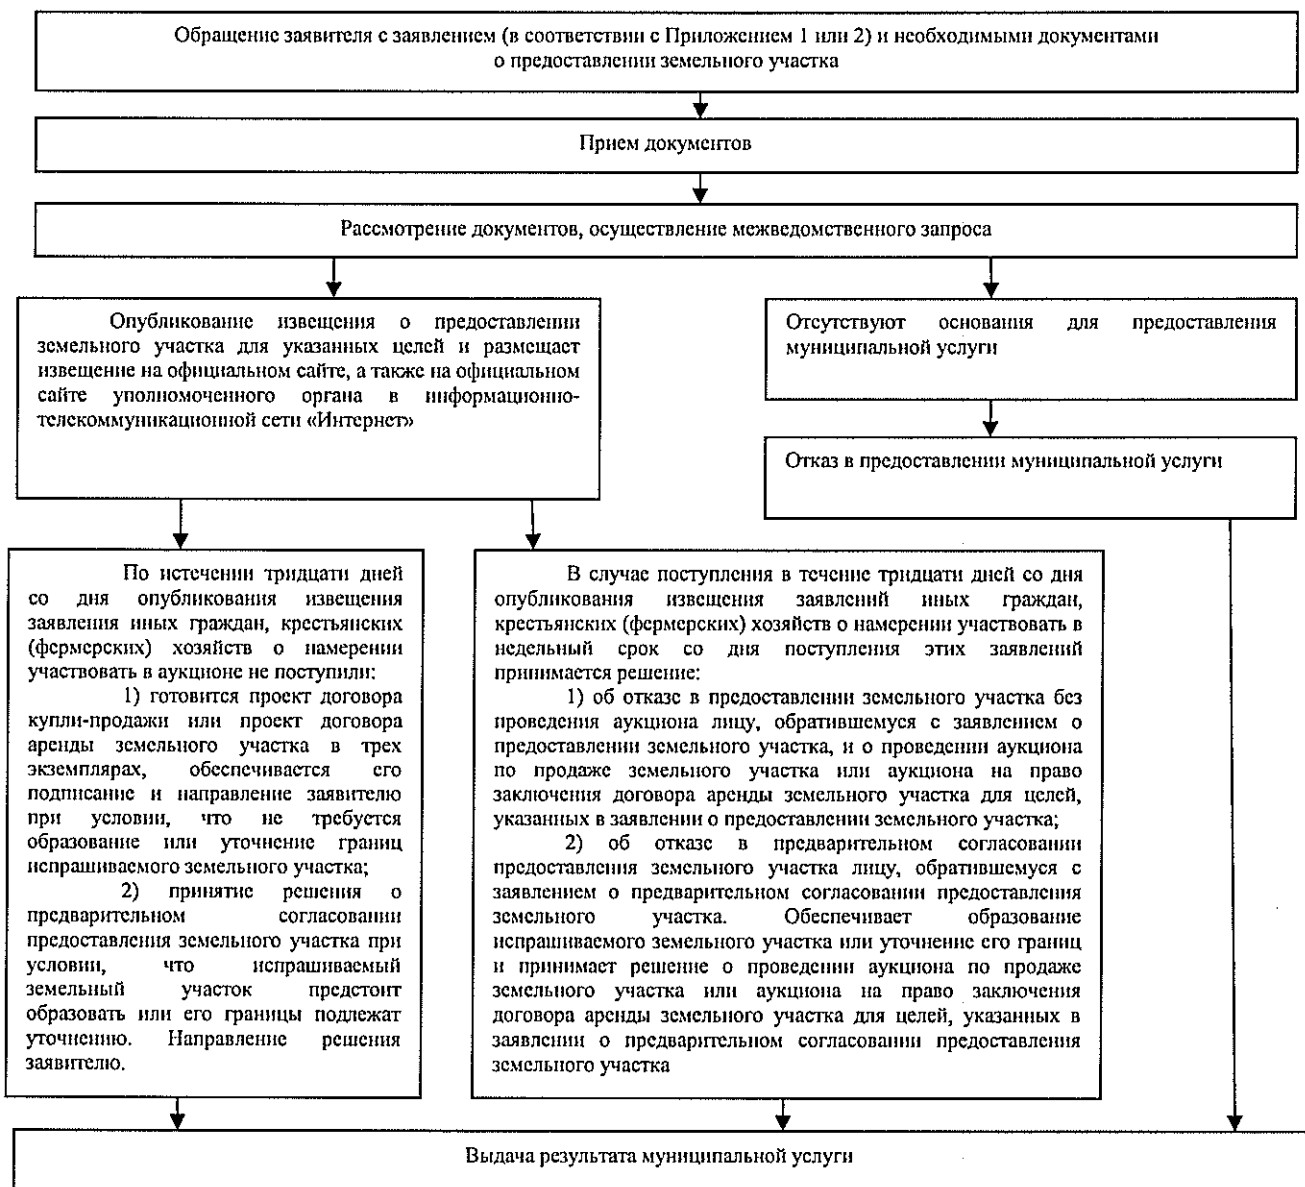 Обращение заявителя с заявлением (в соответствии с Приложением 1 или 2) и необходимыми документами
о предоставлении земельного участка
Прием документов
Рассмотрение документов, осуществление межведомственного запроса
Опубликование извещения о предоставлении
земельного участка для указанных целей и размещает
извещение на официальном сайте, а также на официальном
сайте уполномоченного органа в информационно-
телекоммуникационной сети «Интернет»
Отсутствуют основания для предоставления
муниципальной услуги
Отказ в предоставлении муниципальной услуги
По истечении тридцати дней
со дня опубликования извещения
заявления иных граждан, крестьянских
(фермерских) хозяйств о намерении
участвовать в аукционе не поступили:
1) готовится проект договора
купли-продажи или проект договора
аренды земельного участка в трех
экземплярах, обеспечивается его
подписание и направление заявителю
при условии, что не требуется
образование или уточнение границ
испрашиваемого земельного участка;
2) принятие решения о
предварительном согласовании
предоставления земельного участка при
условии, что испрашиваемый
земельный участок предстоит
образовать или его границы подлежат
уточнению. Направление решения
заявителю.
В случае поступления в течение тридцати дней со дня
опубликования извещения заявлений иных граждан,
крестьянских (фермерских) хозяйств о намерении участвовать в
недельный срок со дня поступления этих заявлений
принимается решение:
1) об отказе в предоставлении земельного участка без
проведения аукциона лицу, обратившемуся с заявлением о
предоставлении земельного участка, и о проведении аукциона
по продаже земельного участка или аукциона на право
заключения договора аренды земельного участка для целей,
указанных в заявлении о предоставлении земельного участка;
2) об отказе в предварительном согласовании
предоставления земельного участка лицу, обратившемуся с
заявлением о предварительном согласовании предоставления
земельного участка. Обеспечивает образование
испрашиваемого земельного участка или уточнение его границ
и принимает решение о проведении аукциона по продаже
земельного участка или аукциона на право заключения
договора аренды земельного участка для целей, указанных в
заявлении о предварительном согласовании предоставления
земельного участка
Выдача результата муниципальной услуги